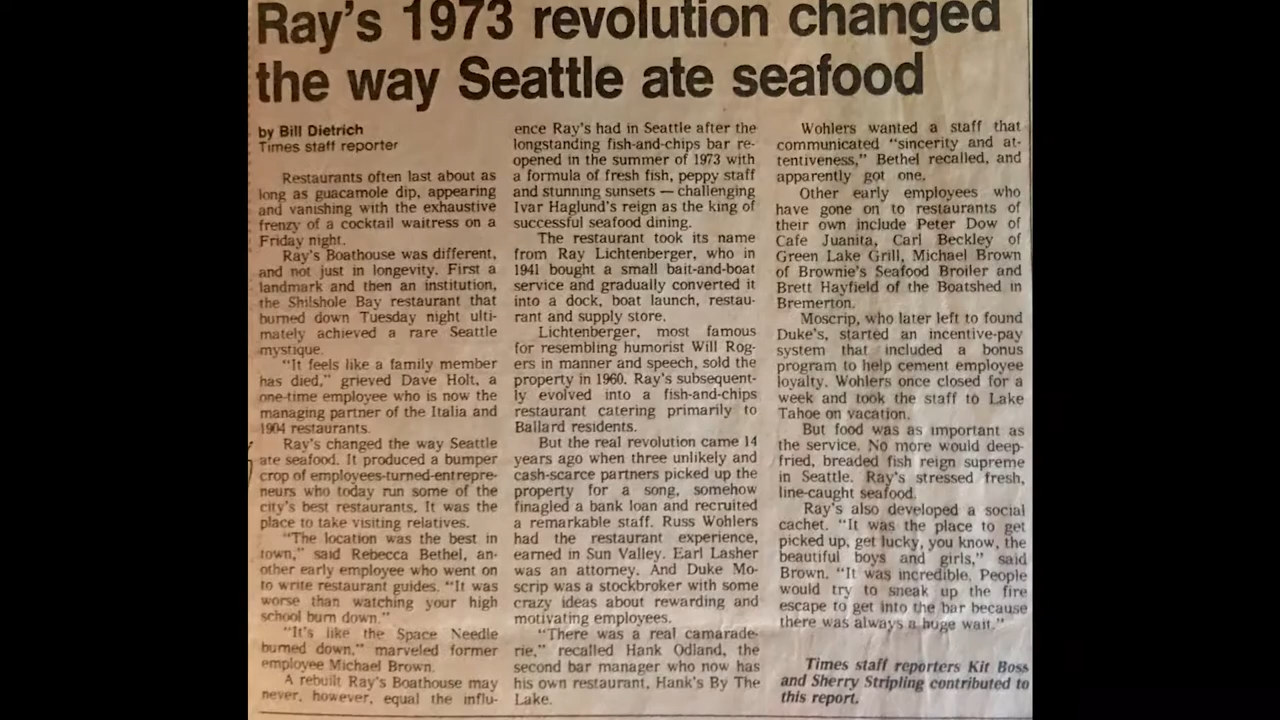 Ray's 1973 revolution changed
the way Seattle ate seafood
by Bill Dietrich
Times staff reporter
Restaurants often last about as
long as guacamole dip, appearing
and vanishing with the exhaustive
frenzy of a cocktail waitress on a
Friday night.
Ray's Boathouse was different,
and not just in longevity. First a
landmark and then an institution,
the Shilshole Bay restaurant that
burned down Tuesday night ulti-
mately achieved a rare Seattle
mystique.
"It feels like a family member
has died," grieved Dave Holt, a
one-time employee who is now the
managing partner of the Italia and
1904 restaurants.
Ray's changed the way Seattle
ate seafood. It produced a bumper
crop of employees-turned-entrepre-
neurs who today run some of the
city's best restaurants. It was the
place to take visiting relatives.
"The location was the best in
town," said Rebecca Bethel, an-
other early employee who went on
to write restaurant guides. "It was
worse than watching your high
school burn down."
"It's like the Space Needle
burned down," marveled former
employee Michael Brown.
A rebuilt Ray's Boathouse may
never, however, equal the influ-
ence Ray's had in Seattle after the
longstanding fish-and-chips bar re-
opened in the summer of 1973 with
a formula of fresh fish, peppy staff
and stunning sunsets — challenging
Ivar Haglund's reign as the king of
successful seafood dining.
The restaurant took its name
from Ray Lichtenberger, who in
1941 bought a small bait-and-boat
service and gradually converted it
into a dock, boat launch, restau-
rant and supply store.
Lichtenberger, most famous
for resembling humorist Will Rog-
ers in manner and speech, sold the
property in 1960. Ray's subsequent-
ly evolved into a fish-and-chips
restaurant catering primarily to
Ballard residents.
But the real revolution came 14
years ago when three unlikely and
cash-scarce partners picked up the
property for a song, somehow
finagled a bank loan and recruited
a remarkable staff. Russ Wohlers
had the restaurant experience,
earned in Sun Valley. Earl Lasher
was an attorney. And Duke Mo-
scrip was a stockbroker with some
crazy ideas about rewarding and
motivating employees.
"There was a real camarade-
rie," recalled Hank Odland, the
second bar manager who now has
his own restaurant, Hank's By The
Lake.
Wohlers wanted a staff that
communicated "sincerity and at-
tentiveness," Bethel recalled, and
apparently got one.
Other early employees who
have gone on to restaurants of
their own include Peter Dow of
Cafe Juanita, Carl Beckley of
Green Lake Grill, Michael Brown
of Brownie's Seafood Broiler and
Brett Hayfield of the Boatshed in
Bremerton.
Moscrip, who later left to found
Duke's, started an incentive-pay
system that included a bonus
program to help cement employee
loyalty. Wohlers once closed for a
week and took the staff to Lake
Tahoe on vacation.
But food was as important as
the service. No more would deep-
fried, breaded fish reign supreme
in Seattle. Ray's stressed fresh,
line-caught seafood.
Ray's also developed a social
cachet. "It was the place to get
picked up, get lucky, you know, the
beautiful boys and girls," said
Brown. "It was incredible. People
would try to sneak up the fire
escape to get into the bar because
there was always a huge wait."
Times staff reporters Kit Boss
and Sherry Stripling contributed to
this report.